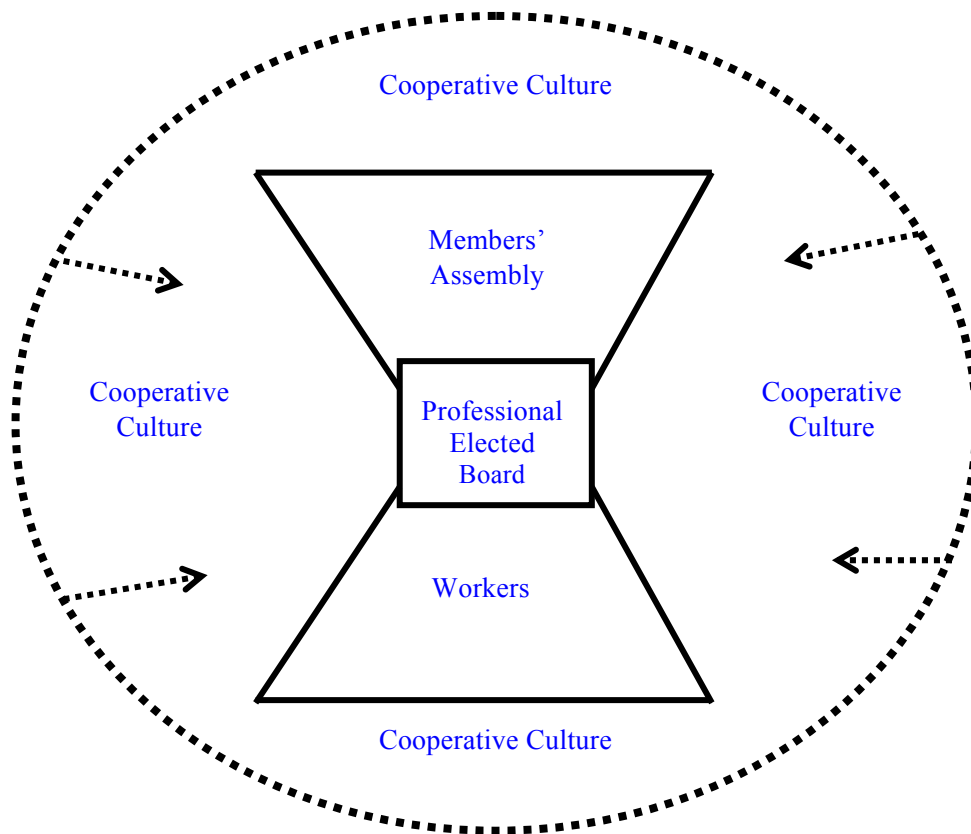 Cooperative Culture
Members’
Assembly
Cooperative
Culture
Professional
Elected
Board
Cooperative
Culture
Workers
Cooperative Culture